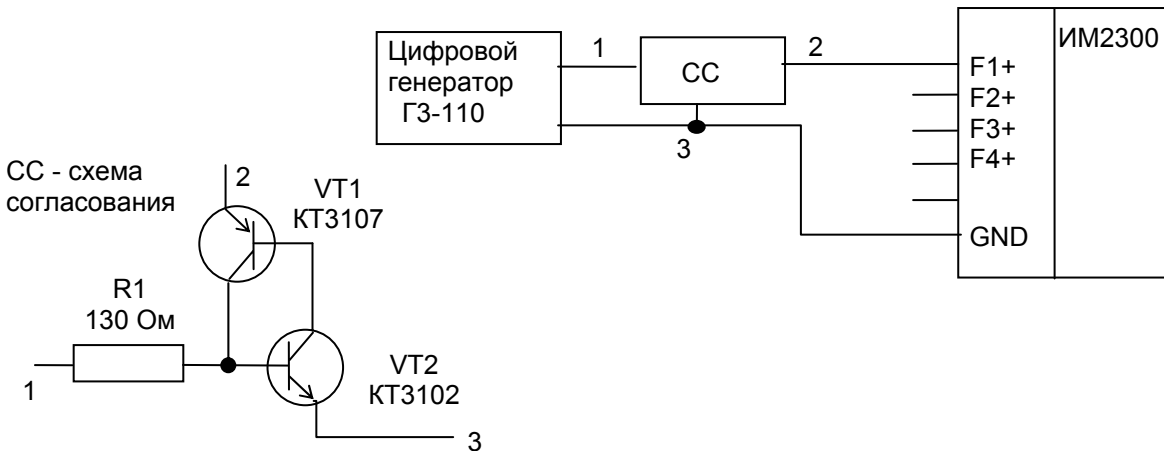 Цифровой
генератор
Г3-110
1
СС
2
3
ИМ2300
F1+
F2+
F3+
F4+
GND
СС - схема
согласования
2
VT1
КТ3107
R1
130 Ом
1
VT2
КТ3102
3